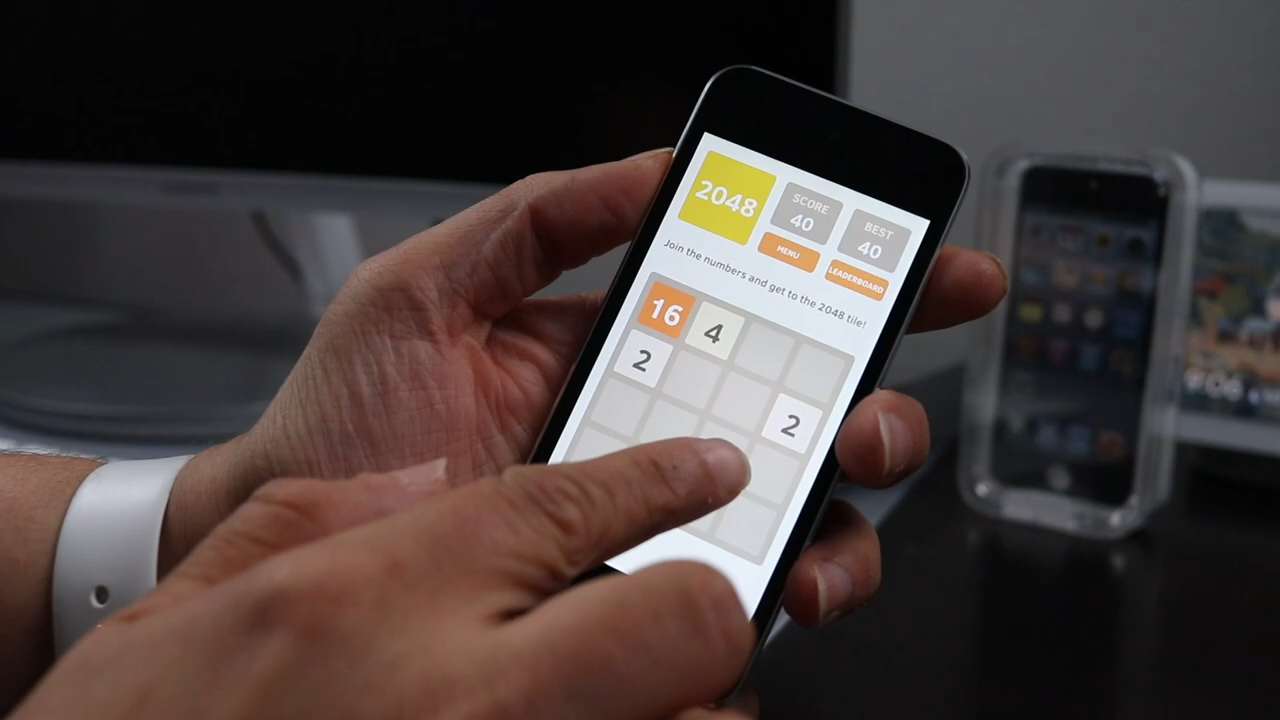 2048
SCORE
40
BEST
40
MENU
LEADERBOARD
Join the numbers and get to the 2048 tile!
16 4
2
2